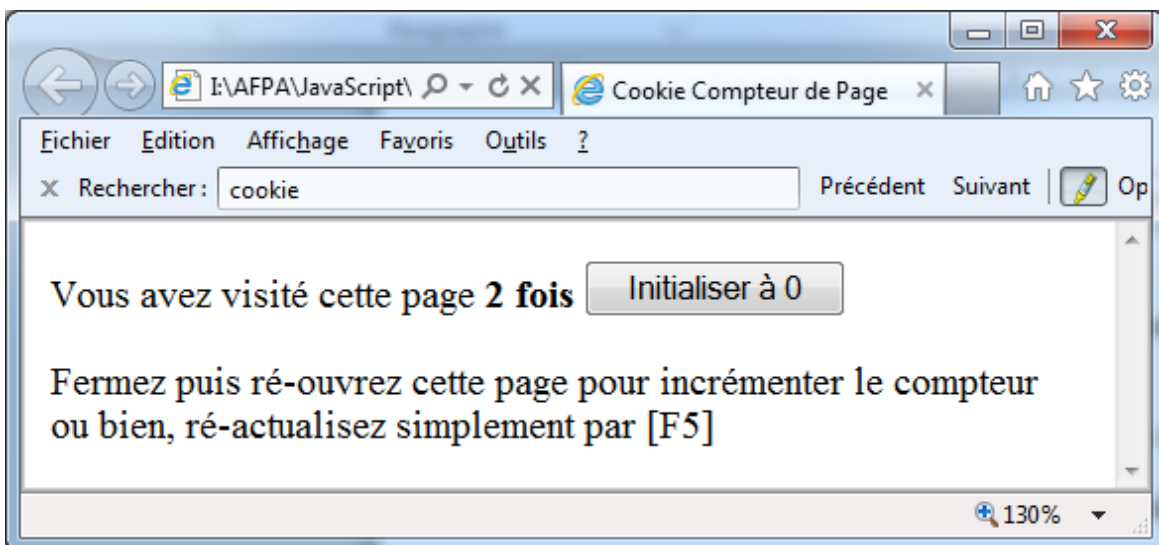 I:\AFPA\JavaScript\
Cookie Compteur de Page
Fichier Edition Affichage Favoris Outils ?
Rechercher : cookie Précédent Suivant Op
Vous avez visité cette page 2 fois Initialiser à 0
Fermez puis ré-ouvrez cette page pour incrémenter le compteur
ou bien, ré-actualisez simplement par [F5]
130%